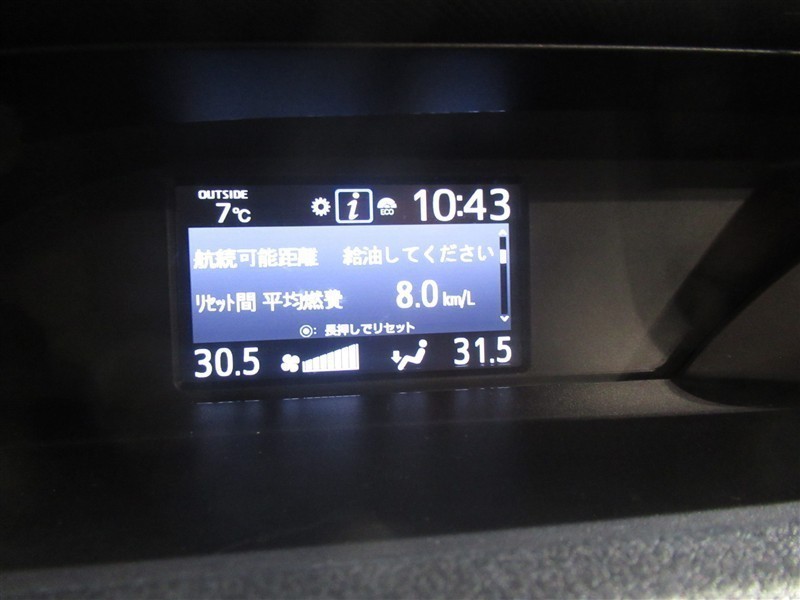 OUTSIDE
7℃ i ECO 10:43
航続可能距離 給油してください
リセット間 平均燃費 8.0 km/L
◎: 長押しでリセット
30.5 31.5